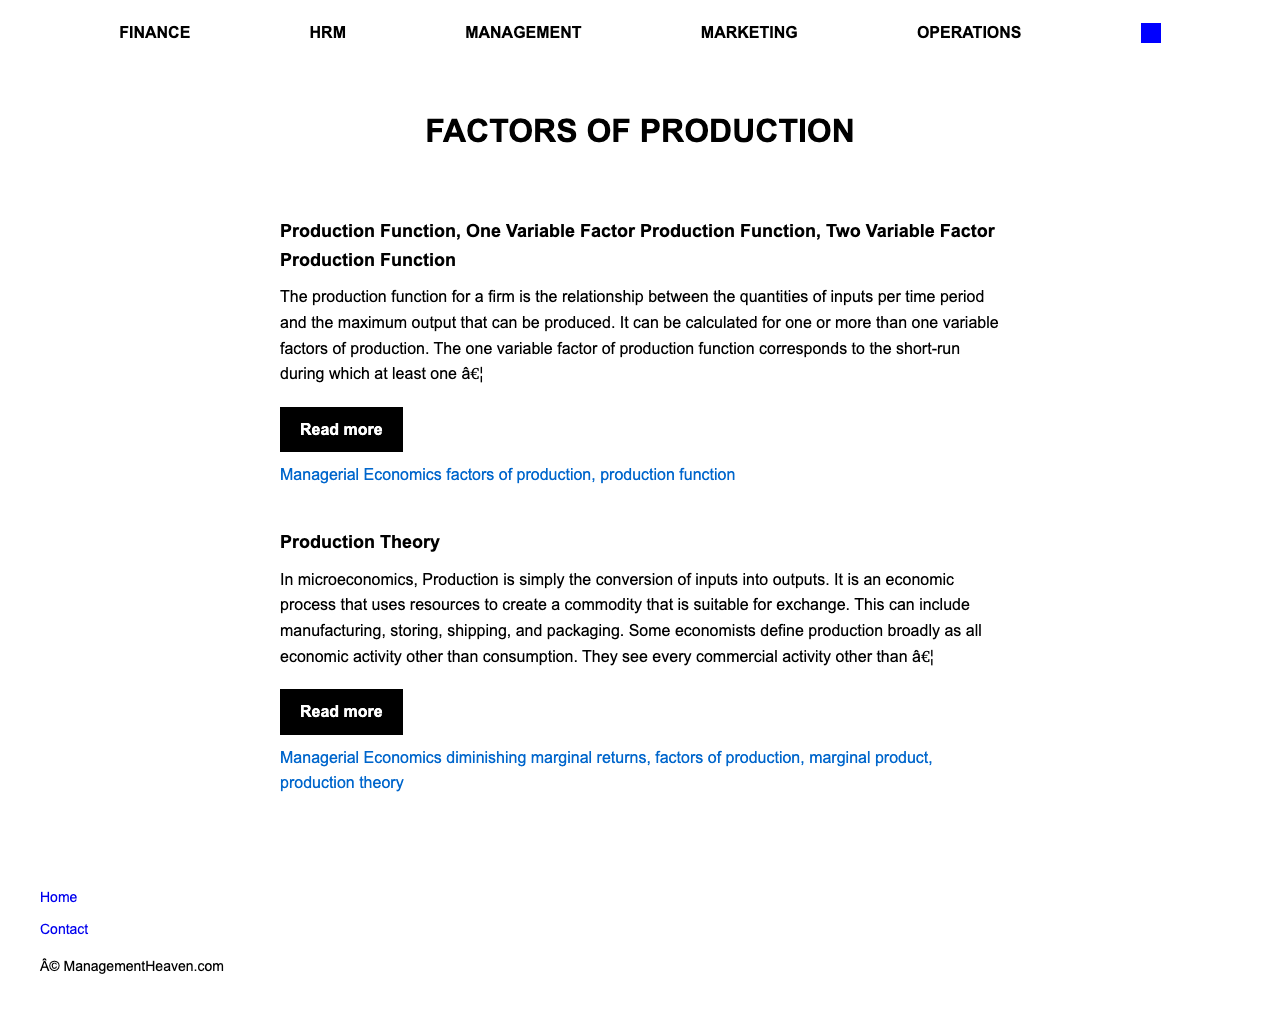 FINANCE HRM MANAGEMENT MARKETING OPERATIONS
FACTORS OF PRODUCTION
Production Function, One Variable Factor Production Function, Two Variable Factor
Production Function
The production function for a firm is the relationship between the quantities of inputs per time period
and the maximum output that can be produced. It can be calculated for one or more than one variable
factors of production. The one variable factor of production function corresponds to the short-run
during which at least one â€¦
Read more
Managerial Economics factors of production, production function
Production Theory
In microeconomics, Production is simply the conversion of inputs into outputs. It is an economic
process that uses resources to create a commodity that is suitable for exchange. This can include
manufacturing, storing, shipping, and packaging. Some economists define production broadly as all
economic activity other than consumption. They see every commercial activity other than â€¦
Read more
Managerial Economics diminishing marginal returns, factors of production, marginal product,
production theory
Home
Contact
Â© ManagementHeaven.com